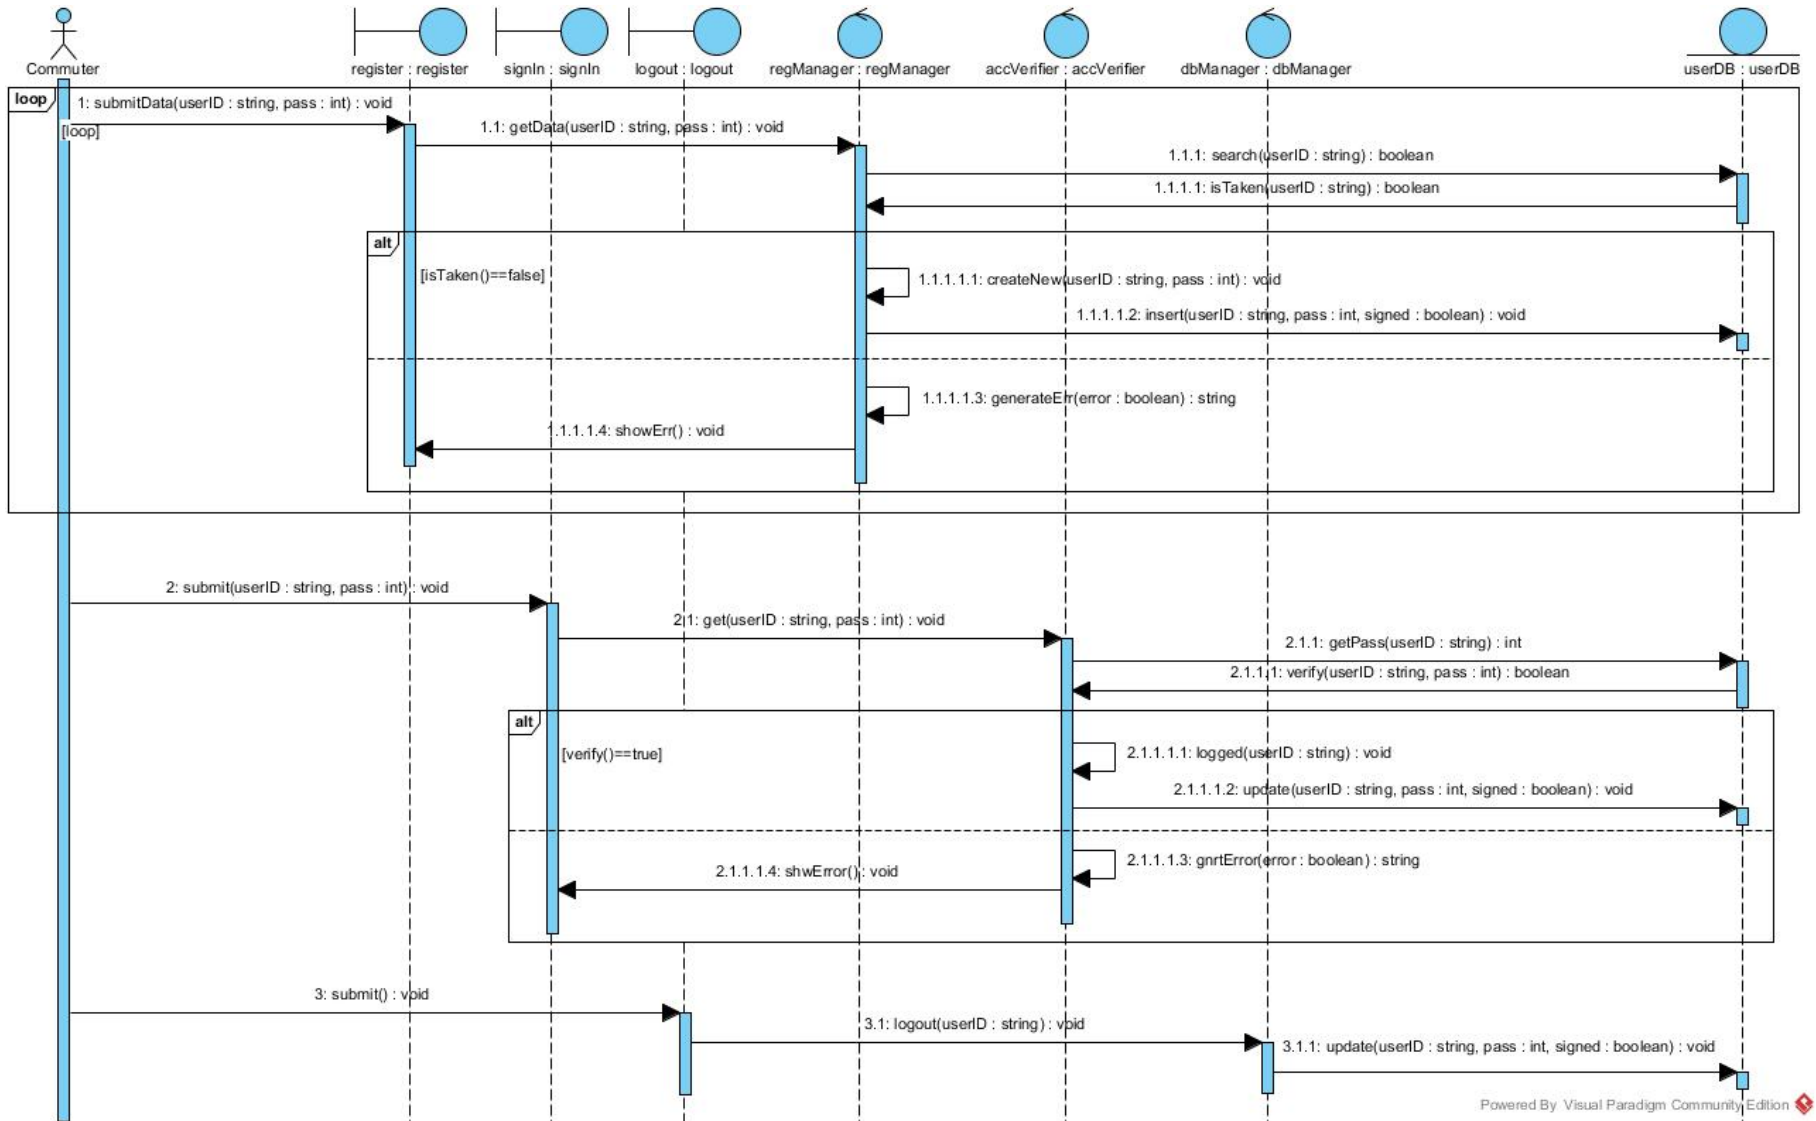 Commuter
register : register
signIn : signIn
logout : logout
regManager : regManager
accVerifier : accVerifier
dbManager : dbManager
userDB : userDB
loop
1: submitData(userID : string, pass : int) : void
[loop]
1.1: getData(userID : string, pass : int) : void
1.1.1: search(userID : string) : boolean
1.1.1.1: isTaken(userID : string) : boolean
alt
[isTaken()==false]
1.1.1.1.1: createNew(userID : string, pass : int) : void
1.1.1.1.2: insert(userID : string, pass : int, signed : boolean) : void
1.1.1.1.3: generateErr(error : boolean) : string
1.1.1.1.4: showErr() : void
2: submit(userID : string, pass : int) : void
2.1: get(userID : string, pass : int) : void
2.1.1: getPass(userID : string) : int
2.1.1.1: verify(userID : string, pass : int) : boolean
alt
[verify()==true]
2.1.1.1.1: logged(userID : string) : void
2.1.1.1.2: update(userID : string, pass : int, signed : boolean) : void
2.1.1.1.3: gnrtError(error : boolean) : string
2.1.1.1.4: shwError() : void
3: submit() : void
3.1: logout(userID : string) : void
3.1.1: update(userID : string, pass : int, signed : boolean) : void
Powered By Visual Paradigm Community Edition